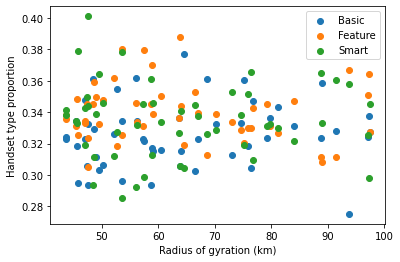 0.40
0.38
0.36
0.34
0.32
0.30
0.28
Handset type proportion
Basic
Feature
Smart
50
60
70
80
90
100
Radius of gyration (km)